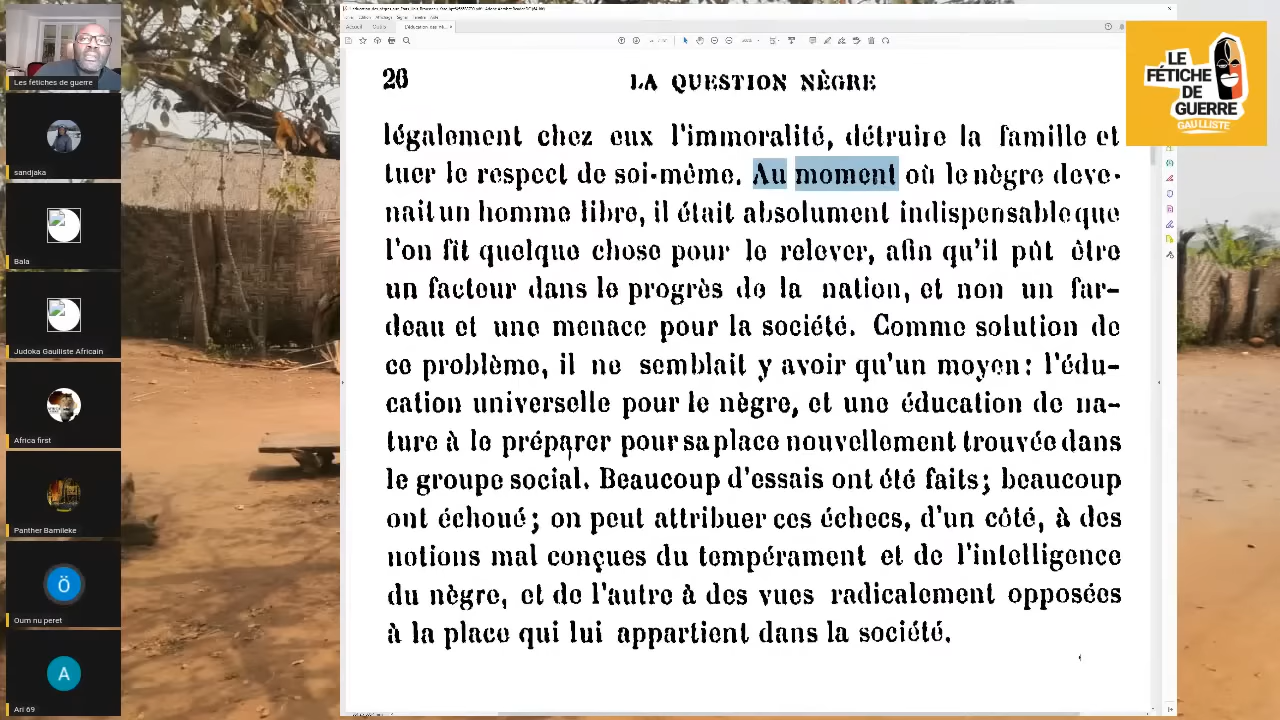 Les fétiches de guerre
sandjaka
Bala
Judoka Gaulliste Africain
Africa first
Panther Bamileke
Ö
Oum nu peret
A
Ari 69
LE
FÉTICHE
DE
GUERRE
GAULLISTE
26 LA QUESTION NÈGRE
légalement chez eux l'immoralité, détruire la famille et
tuer le respect de soi-même. Au moment où le nègre deve-
nait un homme libre, il était absolument indispensable que
l'on fît quelque chose pour le relever, afin qu'il pût être
un facteur dans le progrès de la nation, et non un far-
deau et une menace pour la société. Comme solution de
ce problème, il ne semblait y avoir qu'un moyen: l'édu-
cation universelle pour le nègre, et une éducation de na-
ture à le préparer pour sa place nouvellement trouvée dans
le groupe social. Beaucoup d'essais ont été faits; beaucoup
ont échoué; on peut attribuer ces échecs, d'un côté, à des
notions mal conçues du tempérament et de l'intelligence
du nègre, et de l'autre à des vues radicalement opposées
à la place qui lui appartient dans la société.